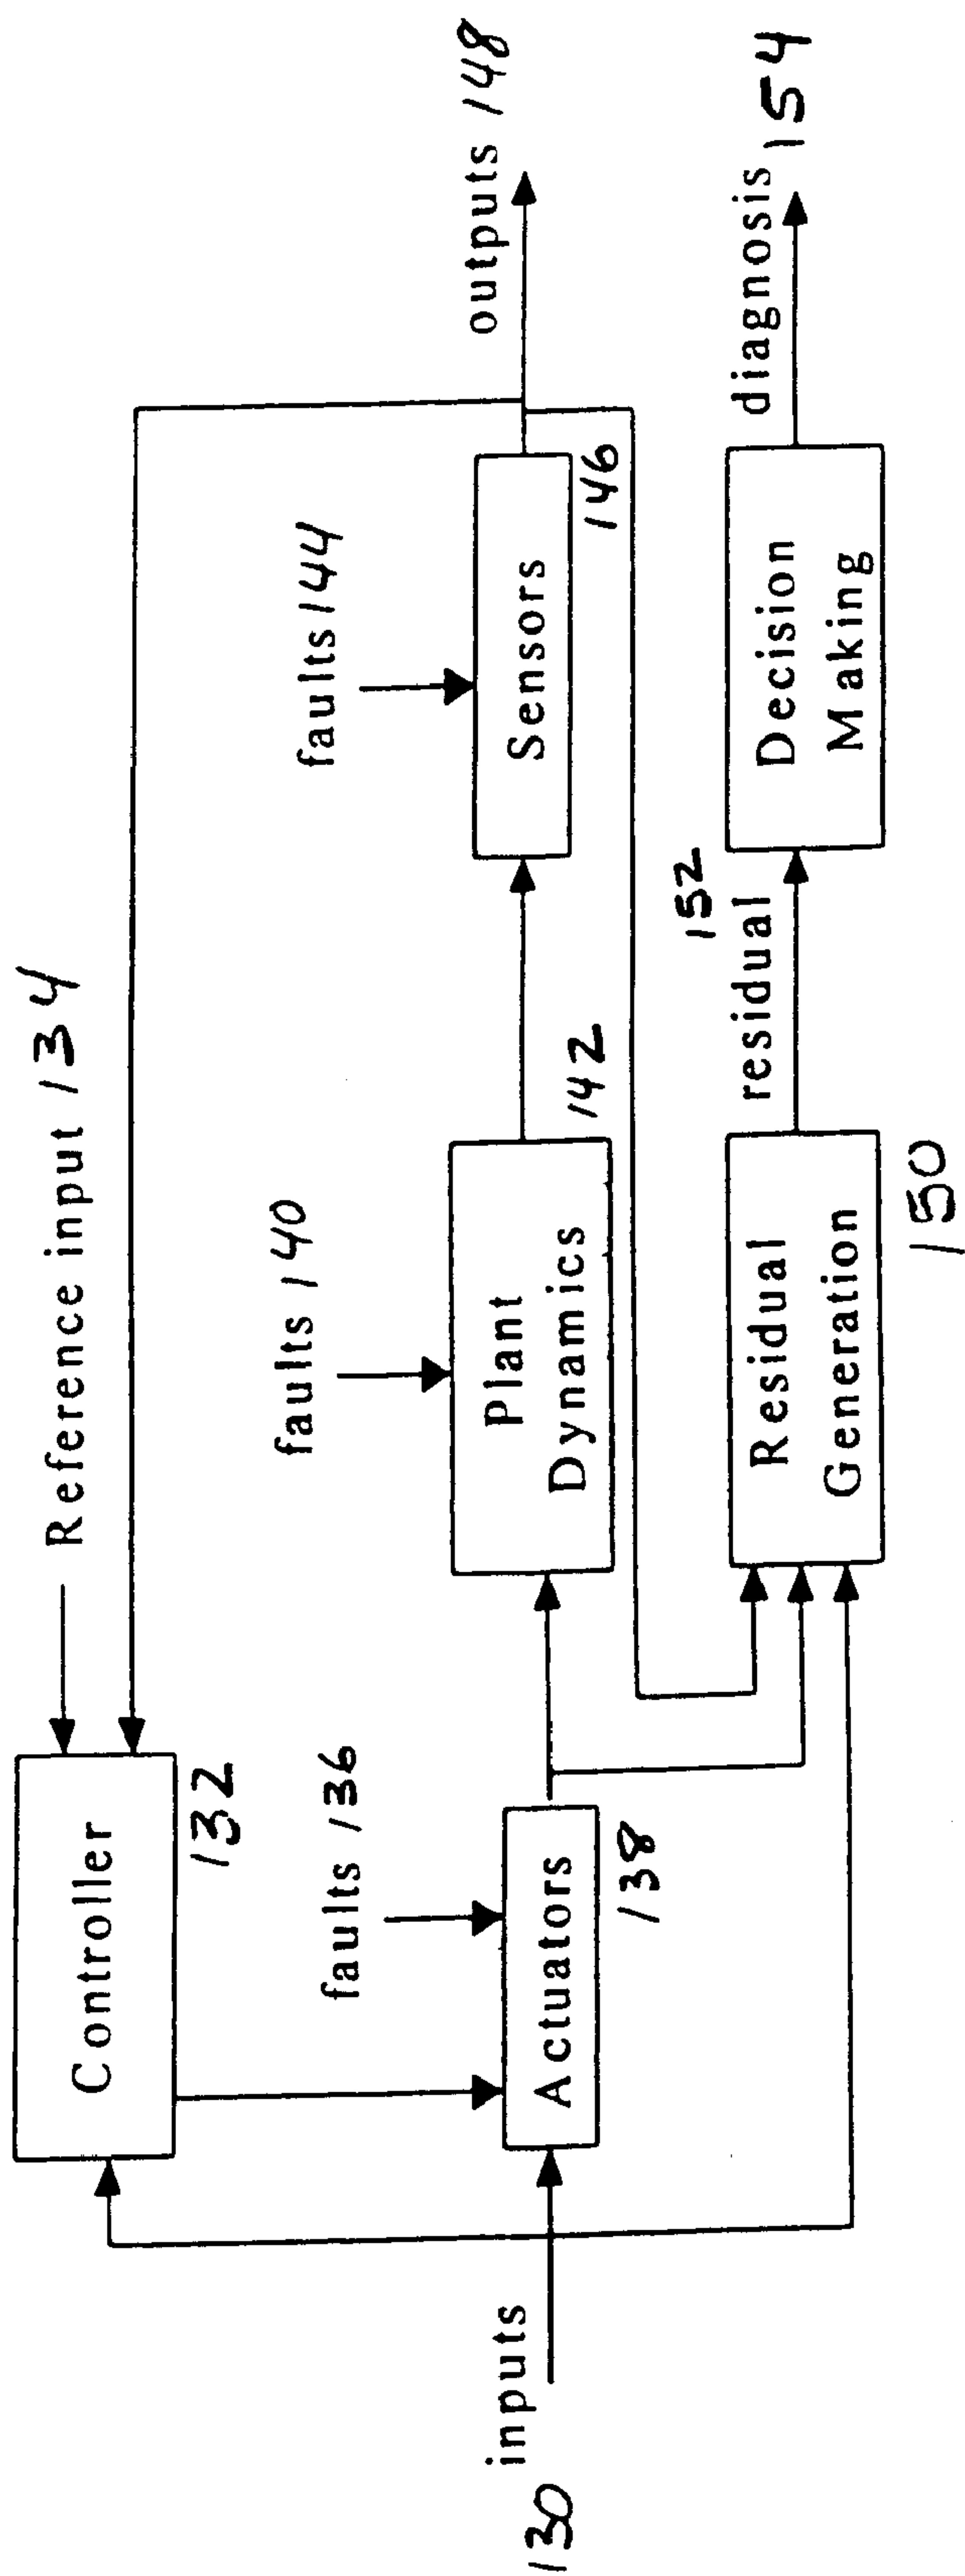 Reference input 134
Controller
132
faults 136
faults 140
faults 144
inputs
130
Actuators
138
Plant
Dynamics
142
Sensors
146
outputs 148
Residual
Generation
150
residual
152
Decision
Making
diagnosis 154